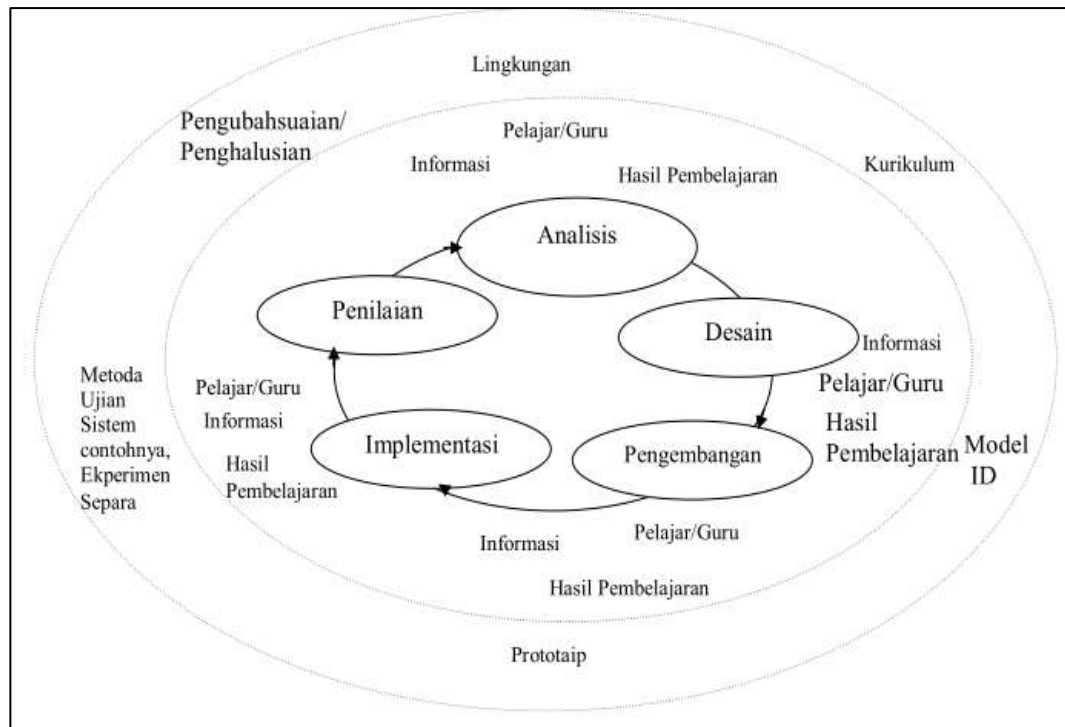 Lingkungan
Pengubahsuaian/
Penghalusian
Pelajar/Guru
Informasi
Kurikulum
Hasil Pembelajaran
Analisis
Penilaian
Desain
Informasi
Metoda
Ujian
Sistem
contohnya,
Ekperimen
Separa
Pelajar/Guru
Informasi
Pelajar/Guru
Hasil
Pembelajaran
Model
ID
Implementasi
Pengembangan
Hasil
Pembelajaran
Informasi
Pelajar/Guru
Hasil Pembelajaran
Prototaip